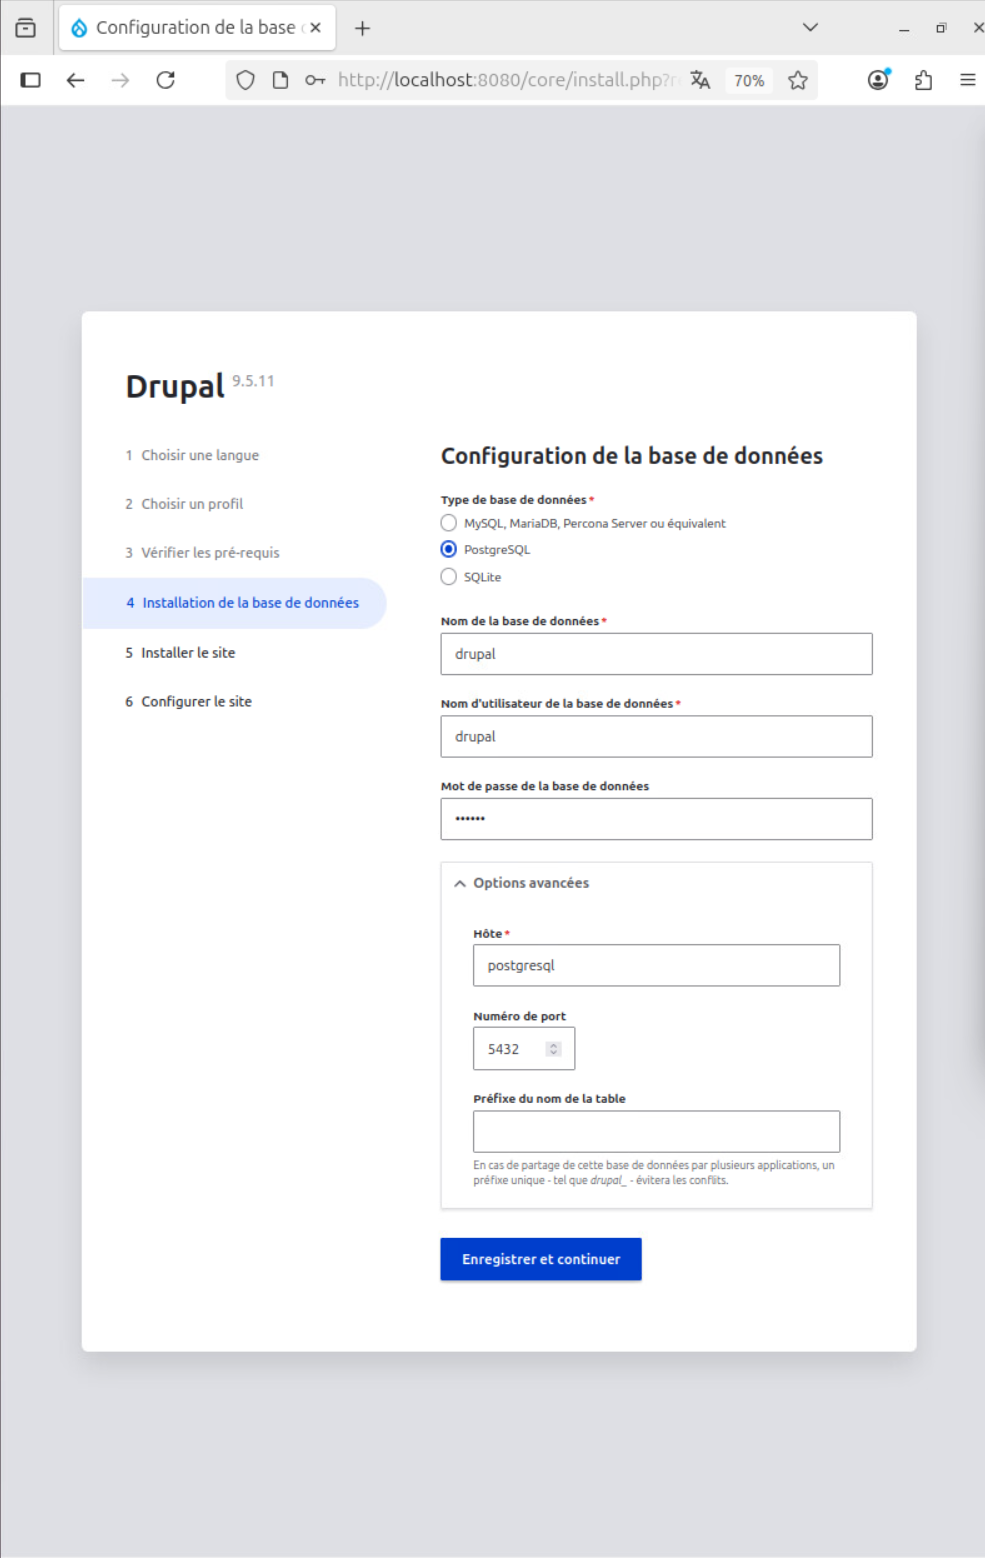 Configuration de la base
http://localhost:8080/core/install.php?
70%
Drupal 9.5.11
1 Choisir une langue
2 Choisir un profil
3 Vérifier les pré-requis
4 Installation de la base de données
5 Installer le site
6 Configurer le site
Configuration de la base de données
Type de base de données *
MySQL, MariaDB, Percona Server ou équivalent
PostgreSQL
SQLite
Nom de la base de données *
drupal
Nom d'utilisateur de la base de données *
drupal
Mot de passe de la base de données
••••••
Options avancées
Hôte *
postgresql
Numéro de port
5432
Préfixe du nom de la table
En cas de partage de cette base de données par plusieurs applications, un
préfixe unique - tel que drupal_ - évitera les conflits.
Enregistrer et continuer